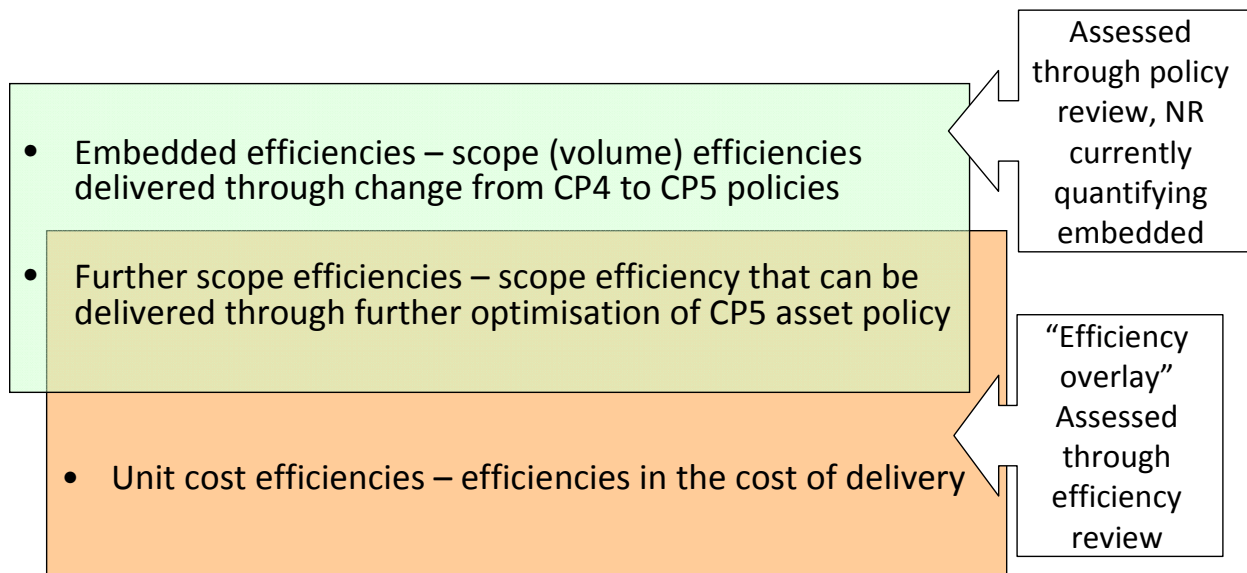 • Embedded efficiencies – scope (volume) efficiencies
delivered through change from CP4 to CP5 policies
• Further scope efficiencies – scope efficiency that can be
delivered through further optimisation of CP5 asset policy
• Unit cost efficiencies – efficiencies in the cost of delivery
Assessed
through policy
review, NR
currently
quantifying
embedded
“Efficiency
overlay”
Assessed
through
efficiency
review